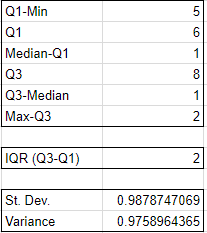 Q1-Min 5
Q1 6
Median-Q1 1
Q3 8
Q3-Median 1
Max-Q3 2
IQR (Q3-Q1) 2
St. Dev. 0.9878747069
Variance 0.9758964365